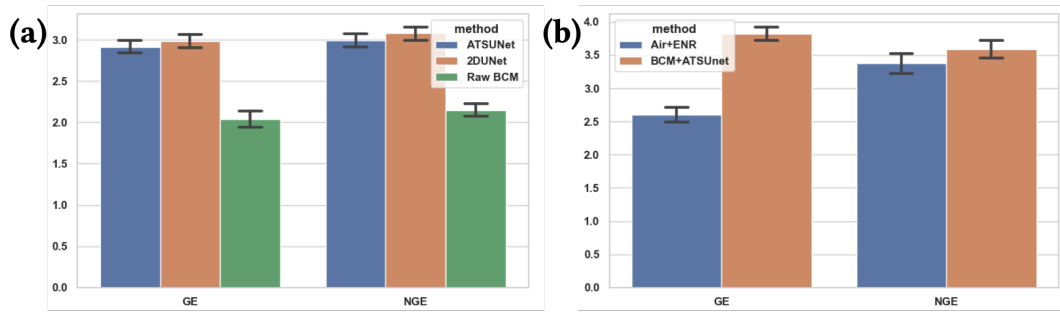 (a)
method
ATSUNet
2DUNet
Raw BCM
3.0
2.5
2.0
1.5
1.0
0.5
0.0
GE
NGE
(b)
method
Air+ENR
BCM+ATSUnet
4.0
3.5
3.0
2.5
2.0
1.5
1.0
0.5
0.0
GE
NGE